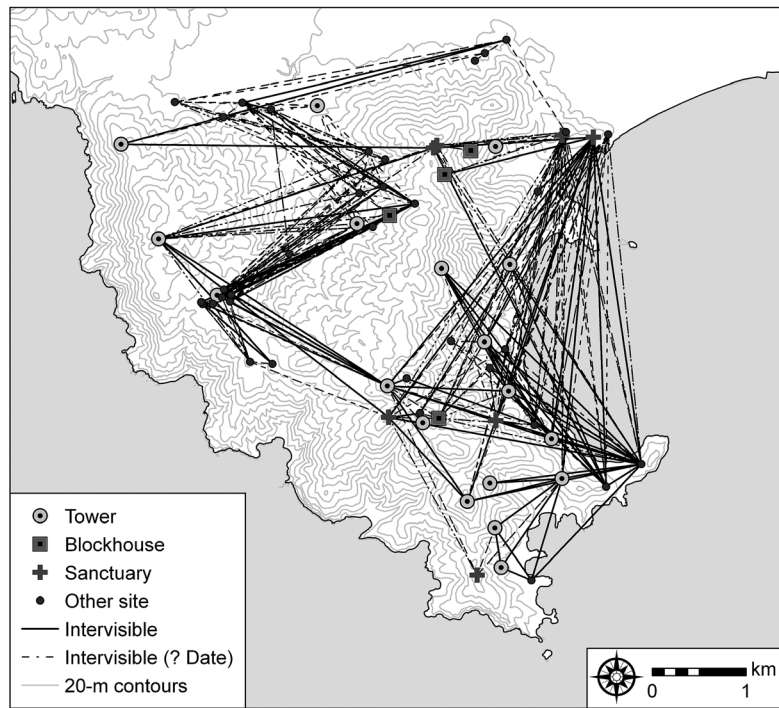 Tower
Blockhouse
Sanctuary
Other site
Intervisible
Intervisible (? Date)
20-m contours
km
0 1